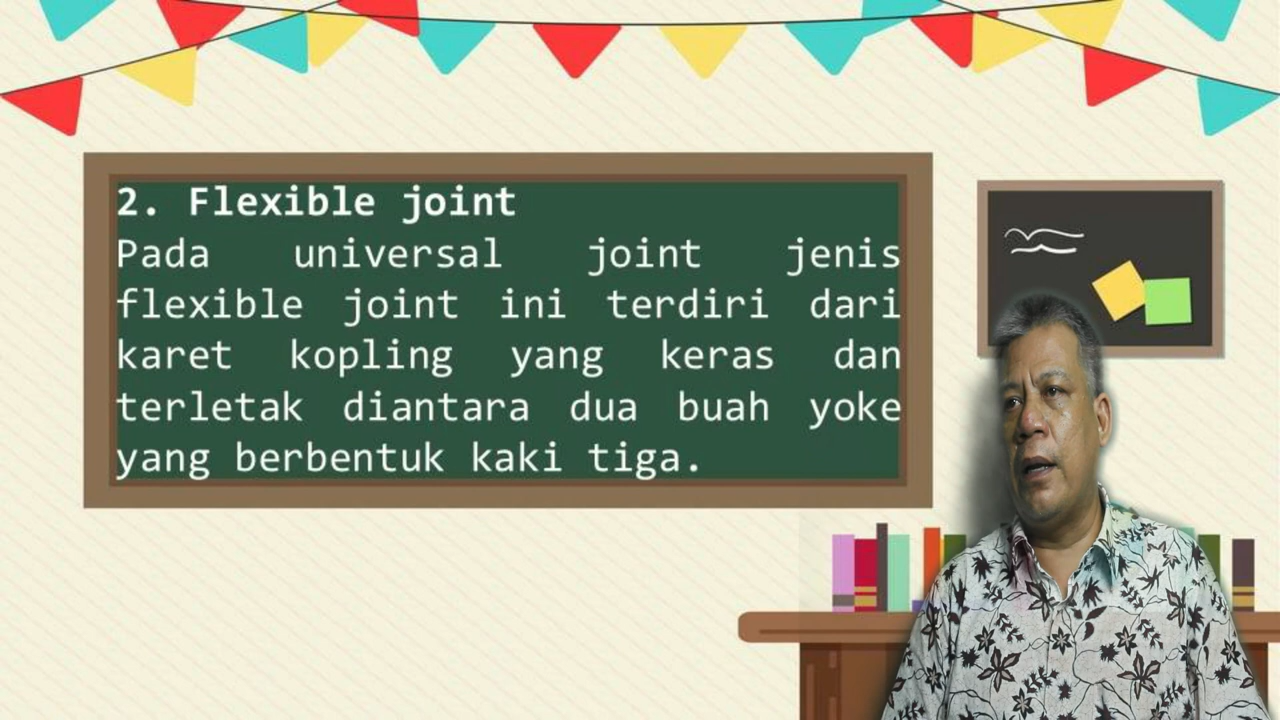 2. Flexible joint
Pada universal joint jenis
flexible joint ini terdiri dari
karet kopling yang keras dan
terletak diantara dua buah yoke
yang berbentuk kaki tiga.